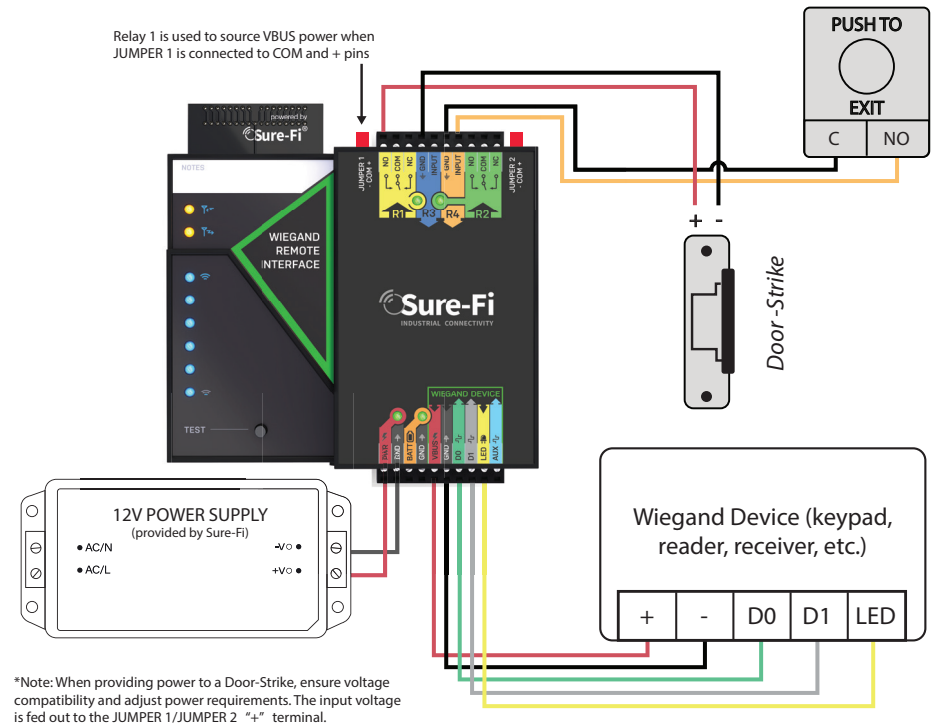 Relay 1 is used to source VBUS power when
JUMPER 1 is connected to COM and + pins
PUSH TO
EXIT
C
NO
powered by
Sure-Fi®
NOTES
WIEGAND
REMOTE
INTERFACE
TEST
JUMPER 1
- COM +
NO
COM
NC
GND
INPUT
GND
INPUT
NO
COM
NC
JUMPER 2
- COM +
R1
R3
R4
R2
Sure-Fi
INDUSTRIAL CONNECTIVITY
WIEGAND DEVICE
PWR
GND
BATT
GND
VBUS
GND
D0
D1
LED
AUX
+ -
Door -Strike
12V POWER SUPPLY
(provided by Sure-Fi)
AC/N
-V
AC/L
+V
Wiegand Device (keypad,
reader, receiver, etc.)
+
-
D0
D1
LED
*Note: When providing power to a Door-Strike, ensure voltage
compatibility and adjust power requirements. The input voltage
is fed out to the JUMPER 1/JUMPER 2 "+" terminal.